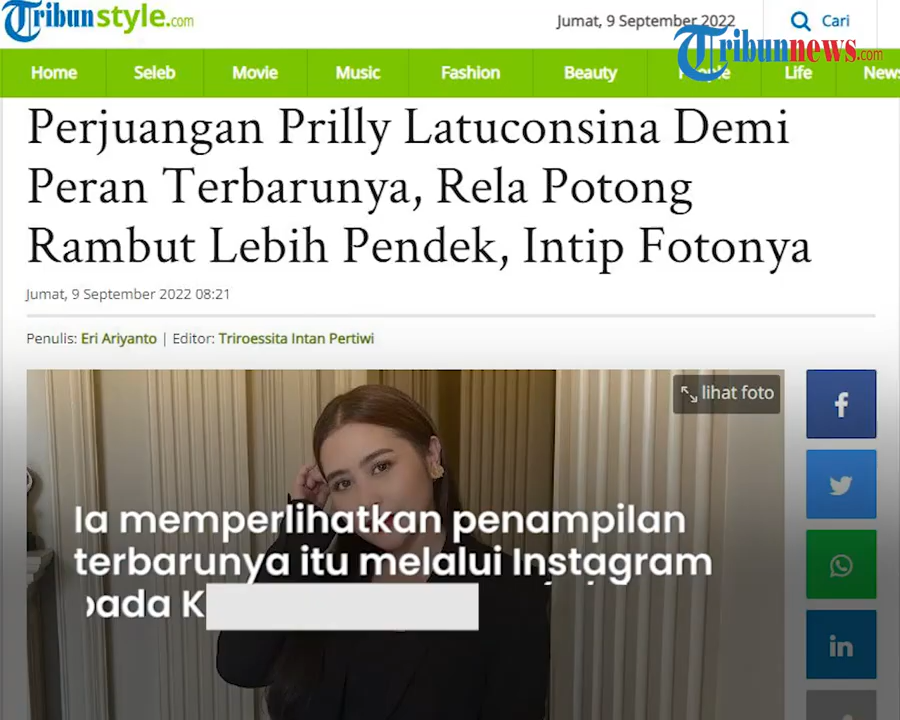 Tribunstyle.com
Jumat, 9 September 2022
Cari
Tribunnews.com
Home Seleb Movie Music Fashion Beauty People Life News
Perjuangan Prilly Latuconsina Demi
Peran Terbarunya, Rela Potong
Rambut Lebih Pendek, Intip Fotonya
Jumat, 9 September 2022 08:21
Penulis: Eri Ariyanto | Editor: Triroessita Intan Pertiwi
lihat foto
Ia memperlihatkan penampilan
terbarunya itu melalui Instagram
pada